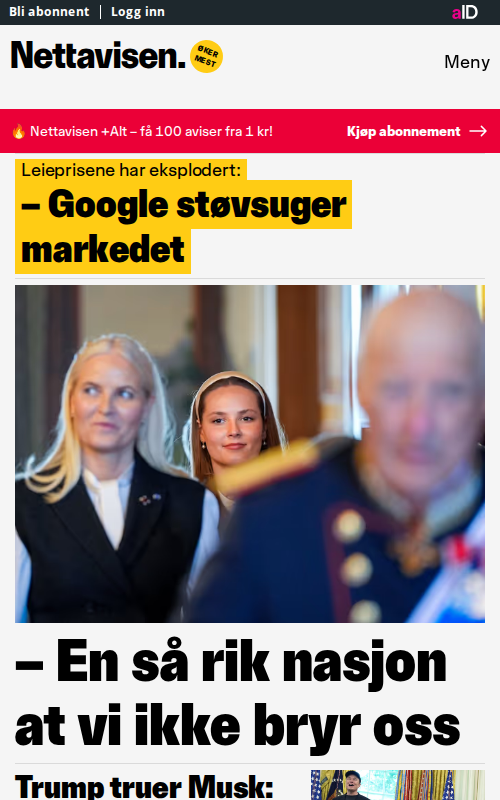 Bli abonnent | Logg inn
aID
Nettavisen.
ØKER
MEST
Meny
🔥 Nettavisen +Alt – få 100 aviser fra 1 kr!
Kjøp abonnement →
Leieprisene har eksplodert:
– Google støvsuger
markedet
– En så rik nasjon
at vi ikke bryr oss
Trump truer Musk: